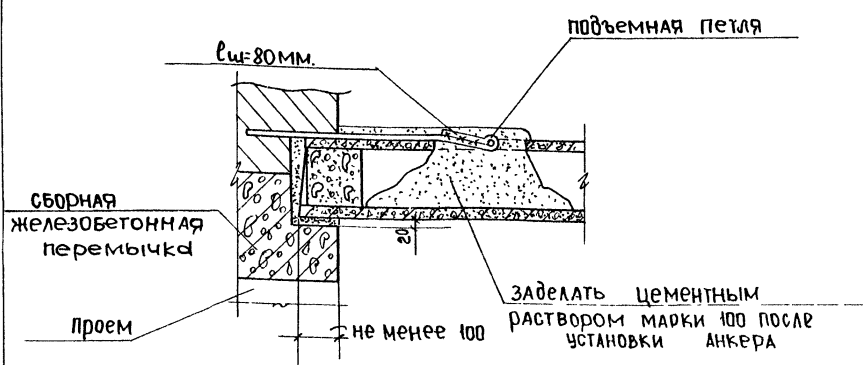 подъемная петля
ℓш=80мм.
сборная
железобетонная
перемычка
20
проем
не менее 100
заделать цементным
раствором марки 100 после
установки анкера